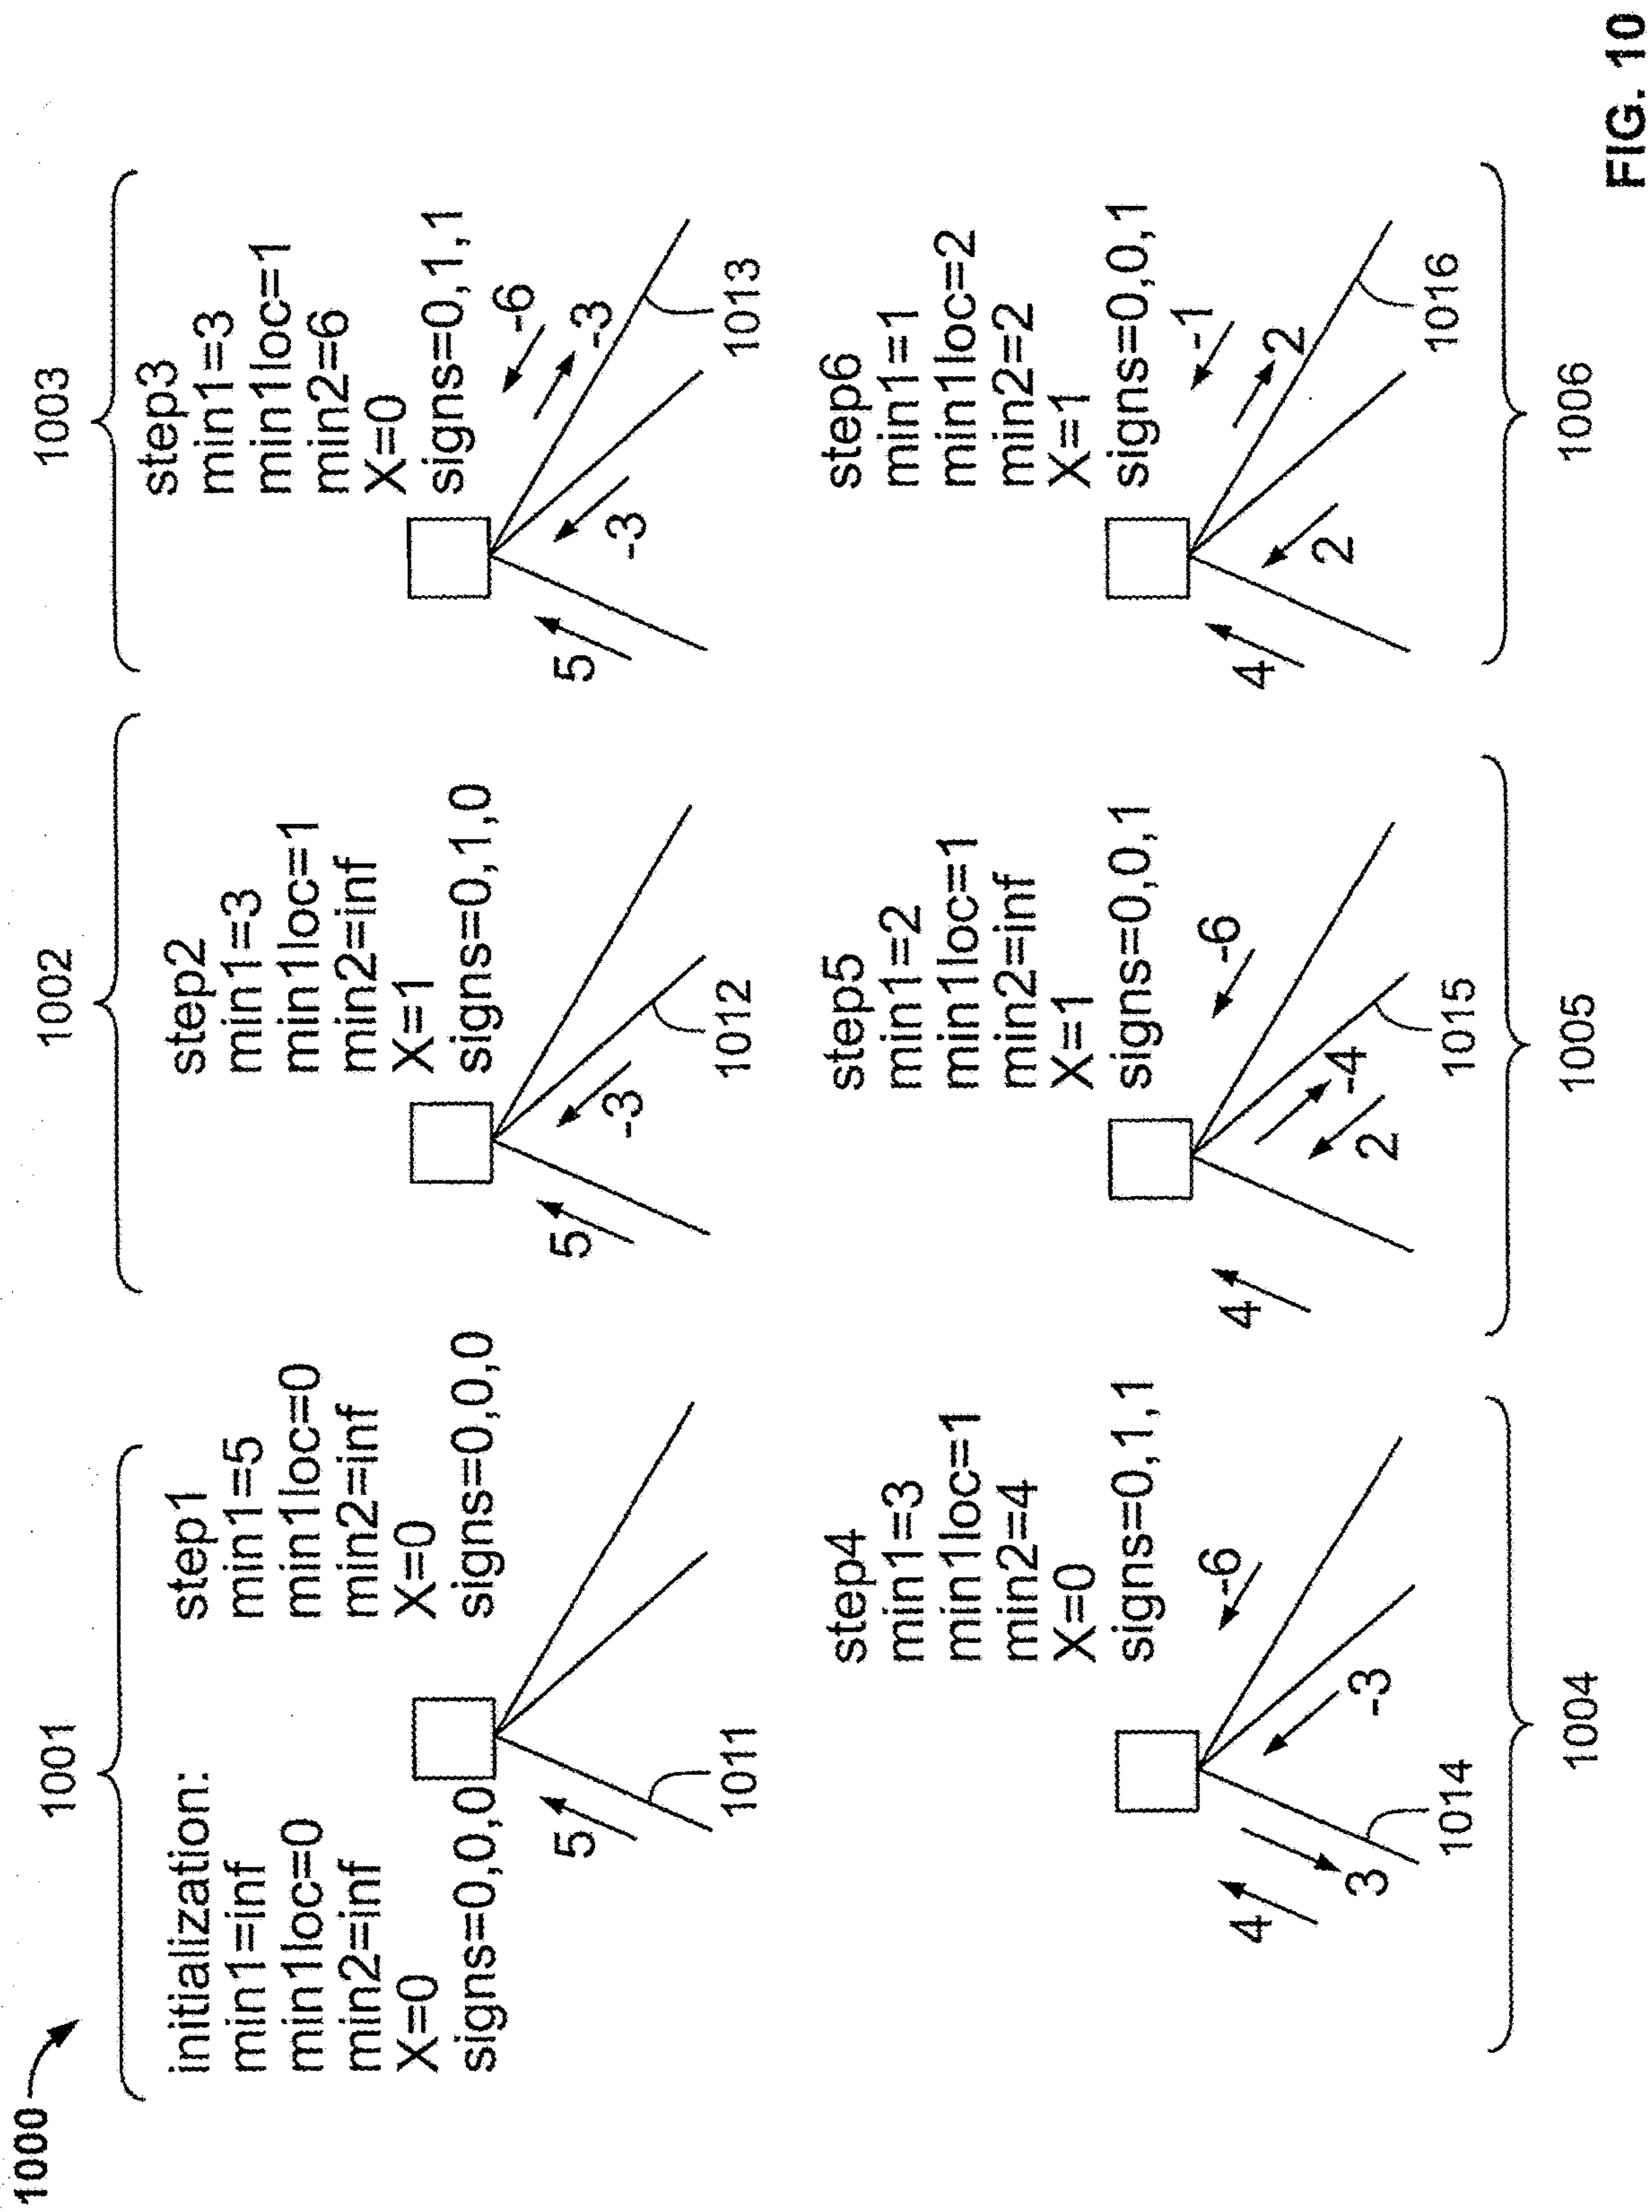 1000
1001
initialization:
min1=inf
min1loc=0
min2=inf
X=0
signs=0,0,0
step1
min1=5
min1loc=0
min2=inf
X=0
signs=0,0,0
5
1011
1002
step2
min1=3
min1loc=1
min2=inf
X=1
signs=0,1,0
5
-3
1012
1003
step3
min1=3
min1loc=1
min2=6
X=0
signs=0,1,1
5
-3
-6
-3
1013
step4
min1=3
min1loc=1
min2=4
X=0
signs=0,1,1
4
3
-3
-6
1014
1004
step5
min1=2
min1loc=1
min2=inf
X=1
signs=0,0,1
4
2
-4
-6
1015
1005
step6
min1=1
min1loc=2
min2=2
X=1
signs=0,0,1
4
2
-1
2
1016
1006
FIG. 10